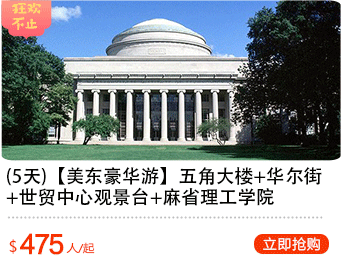 狂欢
不止
(5天)【美东豪华游】五角大楼+华尔街
+世贸中心观景台+麻省理工学院
$475人/起
立即抢购